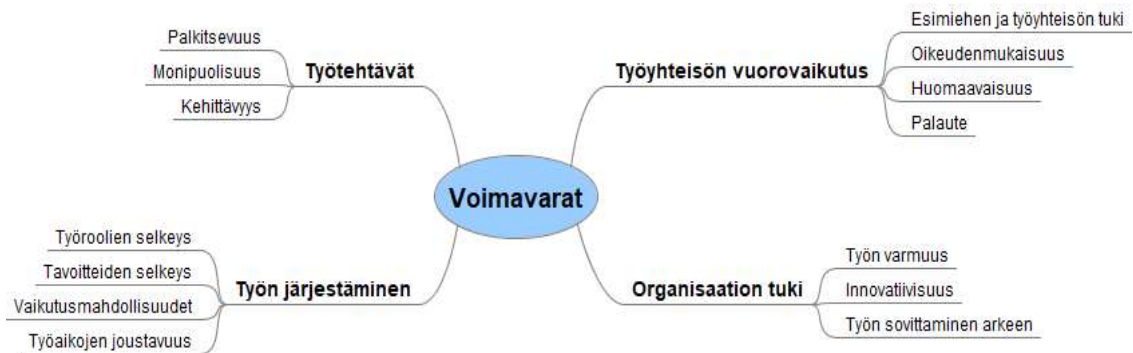 Palkitsevuus
Monipuolisuus
Kehittävyys
Työtehtävät
Työyhteisön vuorovaikutus
Esimiehen ja työyhteisön tuki
Oikeudenmukaisuus
Huomaavaisuus
Palaute
Voimavarat
Työroolien selkeys
Tavoitteiden selkeys
Vaikutusmahdollisuudet
Työaikojen joustavuus
Työn järjestäminen
Organisaation tuki
Työn varmuus
Innovatiivisuus
Työn sovittaminen arkeen